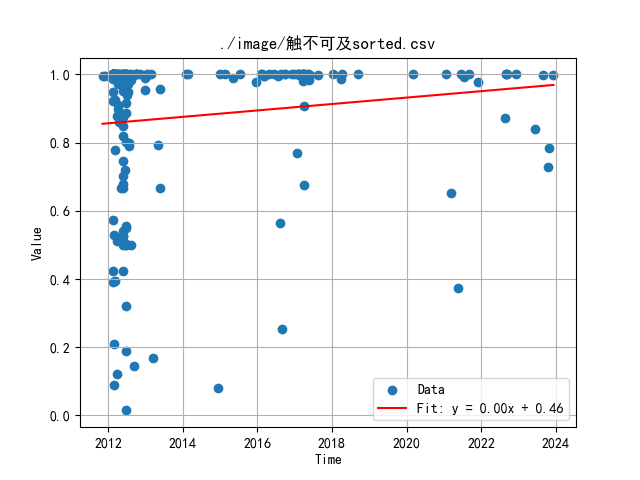 ./image/触不可及sorted.csv
1.0
0.8
0.6
0.4
0.2
0.0
Value
2012 2014 2016 2018 2020 2022 2024
Time
Data
Fit: y = 0.00x + 0.46